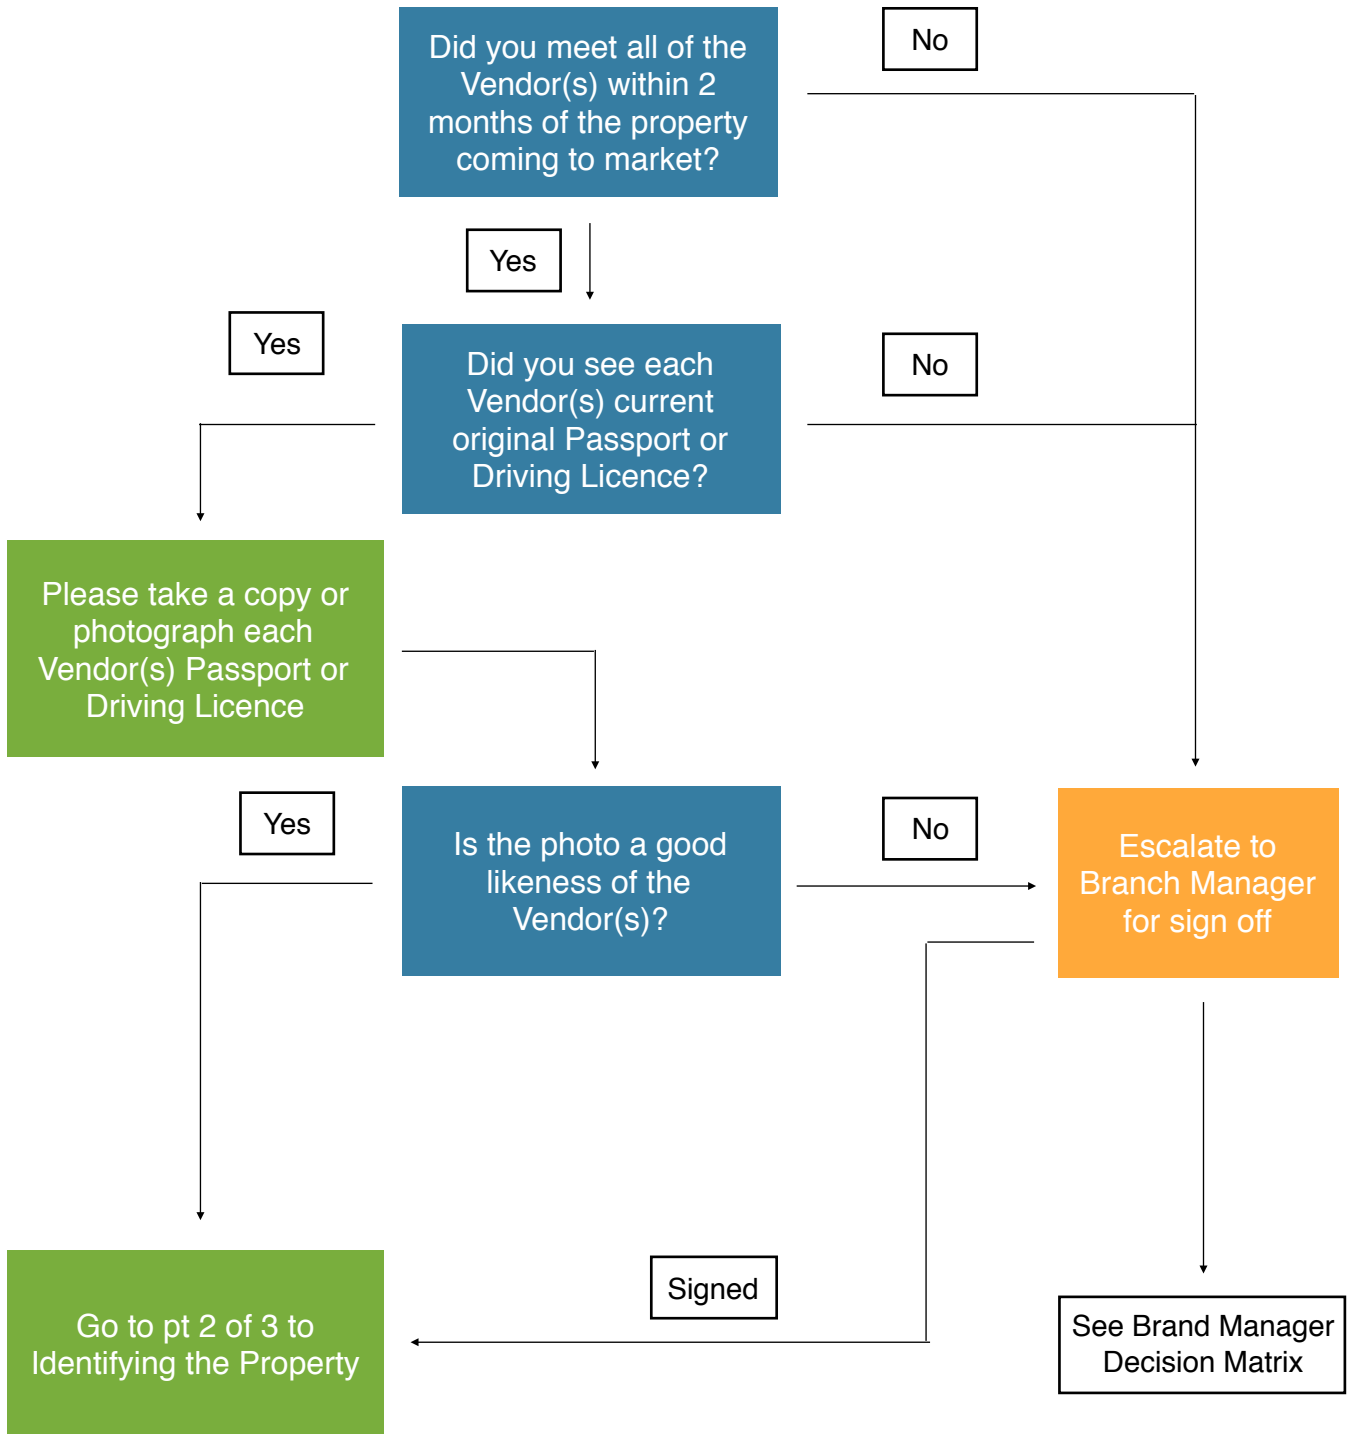 Did you meet all of the
Vendor(s) within 2
months of the property
coming to market?
No
Yes
Yes
Did you see each
Vendor(s) current
original Passport or
Driving Licence?
No
Please take a copy or
photograph each
Vendor(s) Passport or
Driving Licence
Yes
Is the photo a good
likeness of the
Vendor(s)?
No
Escalate to
Branch Manager
for sign off
Go to pt 2 of 3 to
Identifying the Property
Signed
See Brand Manager
Decision Matrix